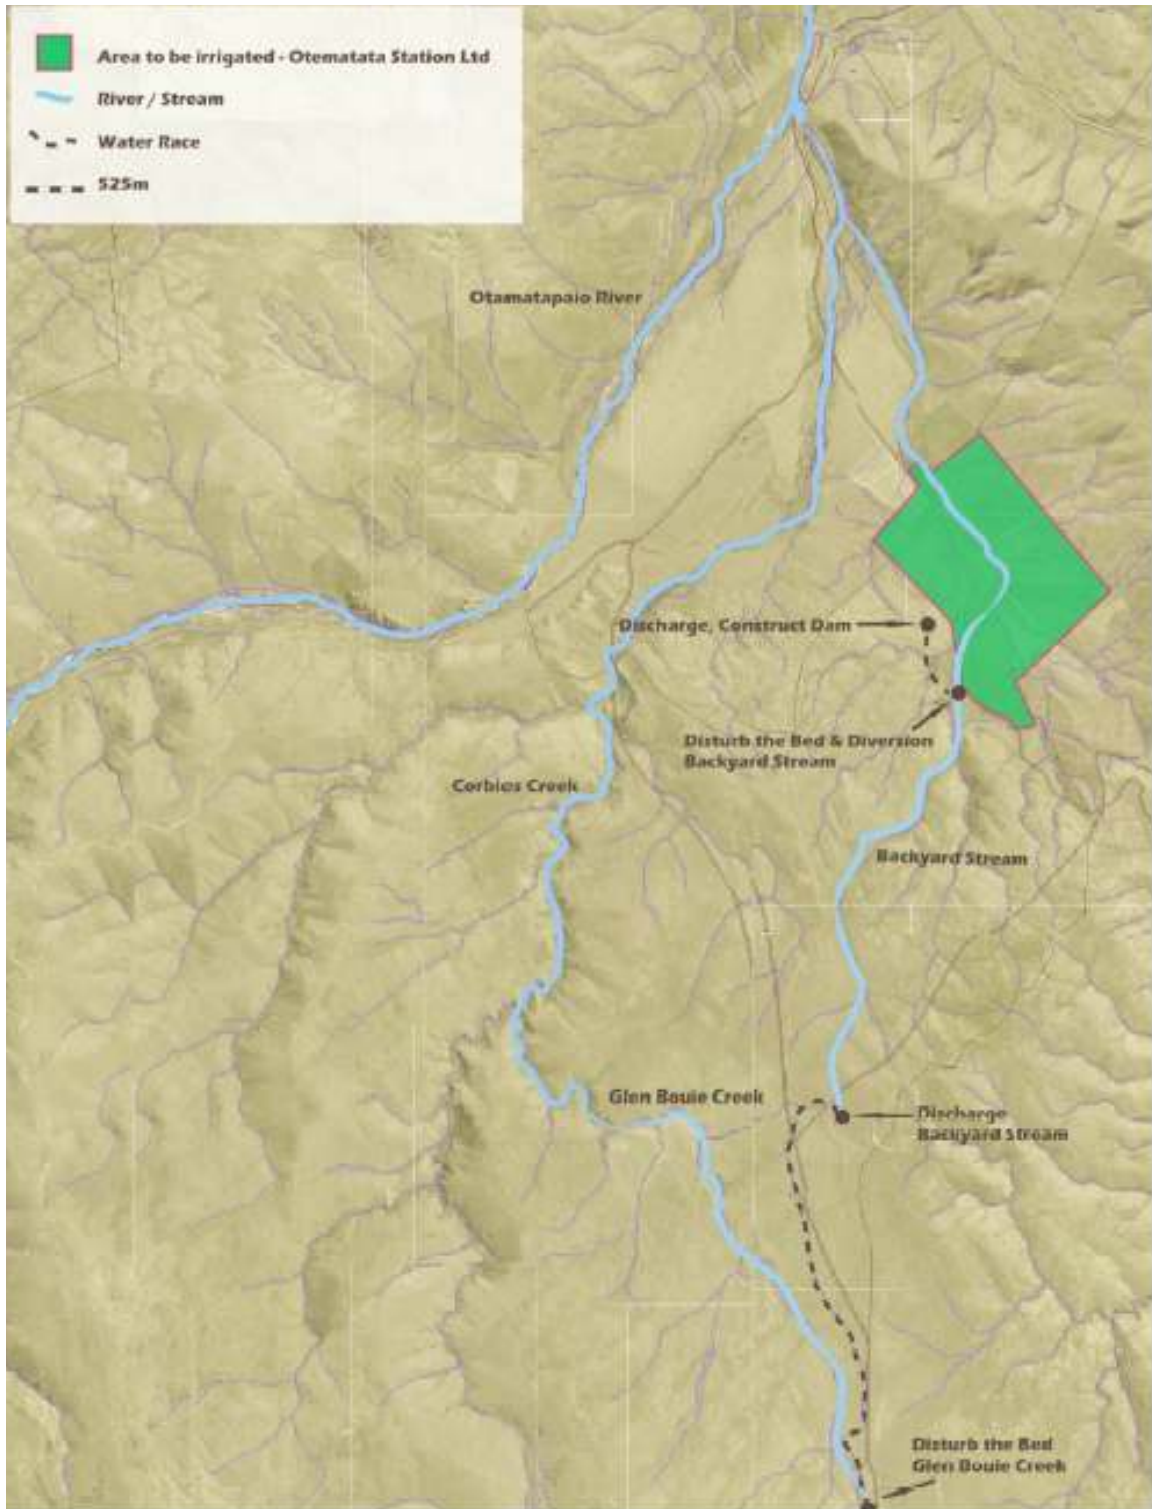 Area to be irrigated - Otematata Station Ltd
River / Stream
Water Race
525m
Otamatapaio River
Discharge, Construct Dam
Disturb the Bed & Diversion
Backyard Stream
Corbies Creek
Backyard Stream
Glen Bouie Creek
Discharge
Backyard Stream
Disturb the Bed
Glen Bouie Creek